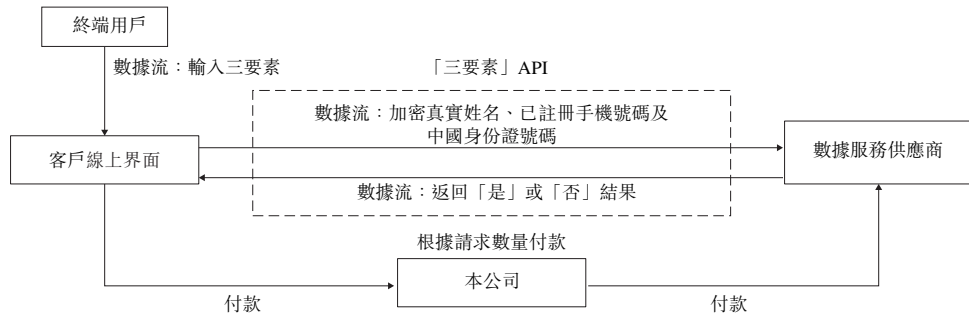 終端用戶
數據流：輸入三要素
「三要素」API
數據流：加密真實姓名、已註冊手機號碼及
中國身份證號碼
客戶線上界面
數據服務供應商
數據流：返回「是」或「否」結果
根據請求數量付款
本公司
付款
付款